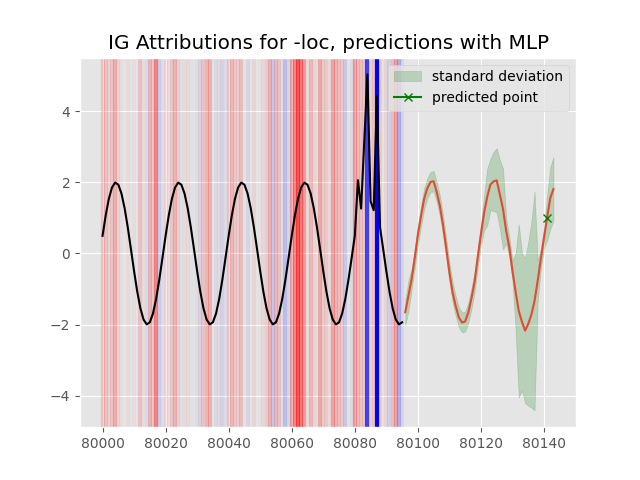 IG Attributions for -loc, predictions with MLP
standard deviation
predicted point
4
2
0
−2
−4
80000 80020 80040 80060 80080 80100 80120 80140